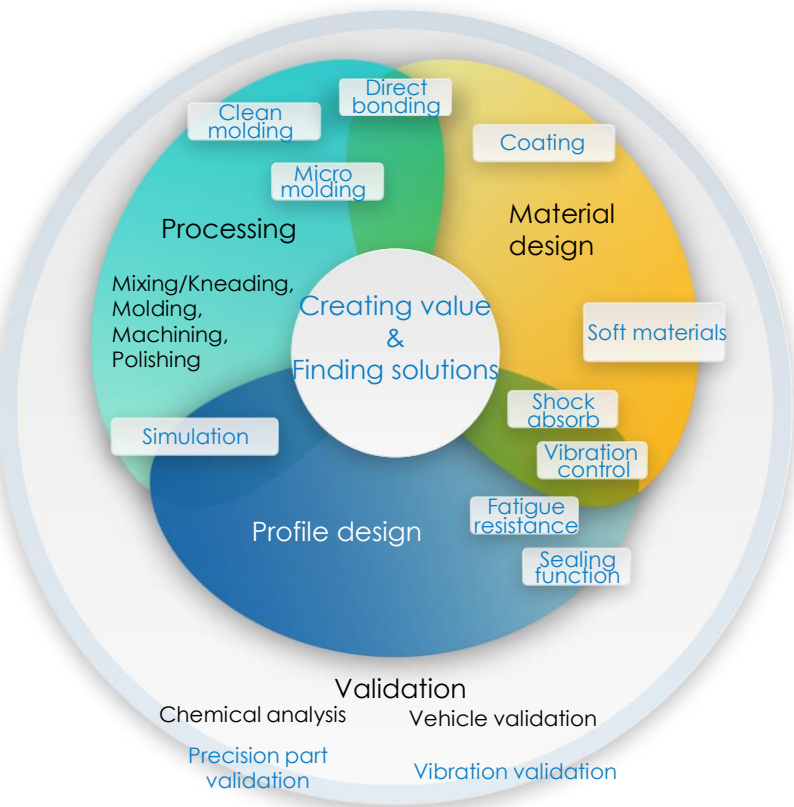 Direct
bonding
Clean
molding
Coating
Micro
molding
Processing
Material
design
Mixing/Kneading,
Molding,
Machining,
Polishing
Creating value
&
Finding solutions
Soft materials
Shock
absorb
Simulation
Vibration
control
Fatigue
resistance
Profile design
Sealing
function
Validation
Chemical analysis
Vehicle validation
Precision part
validation
Vibration validation